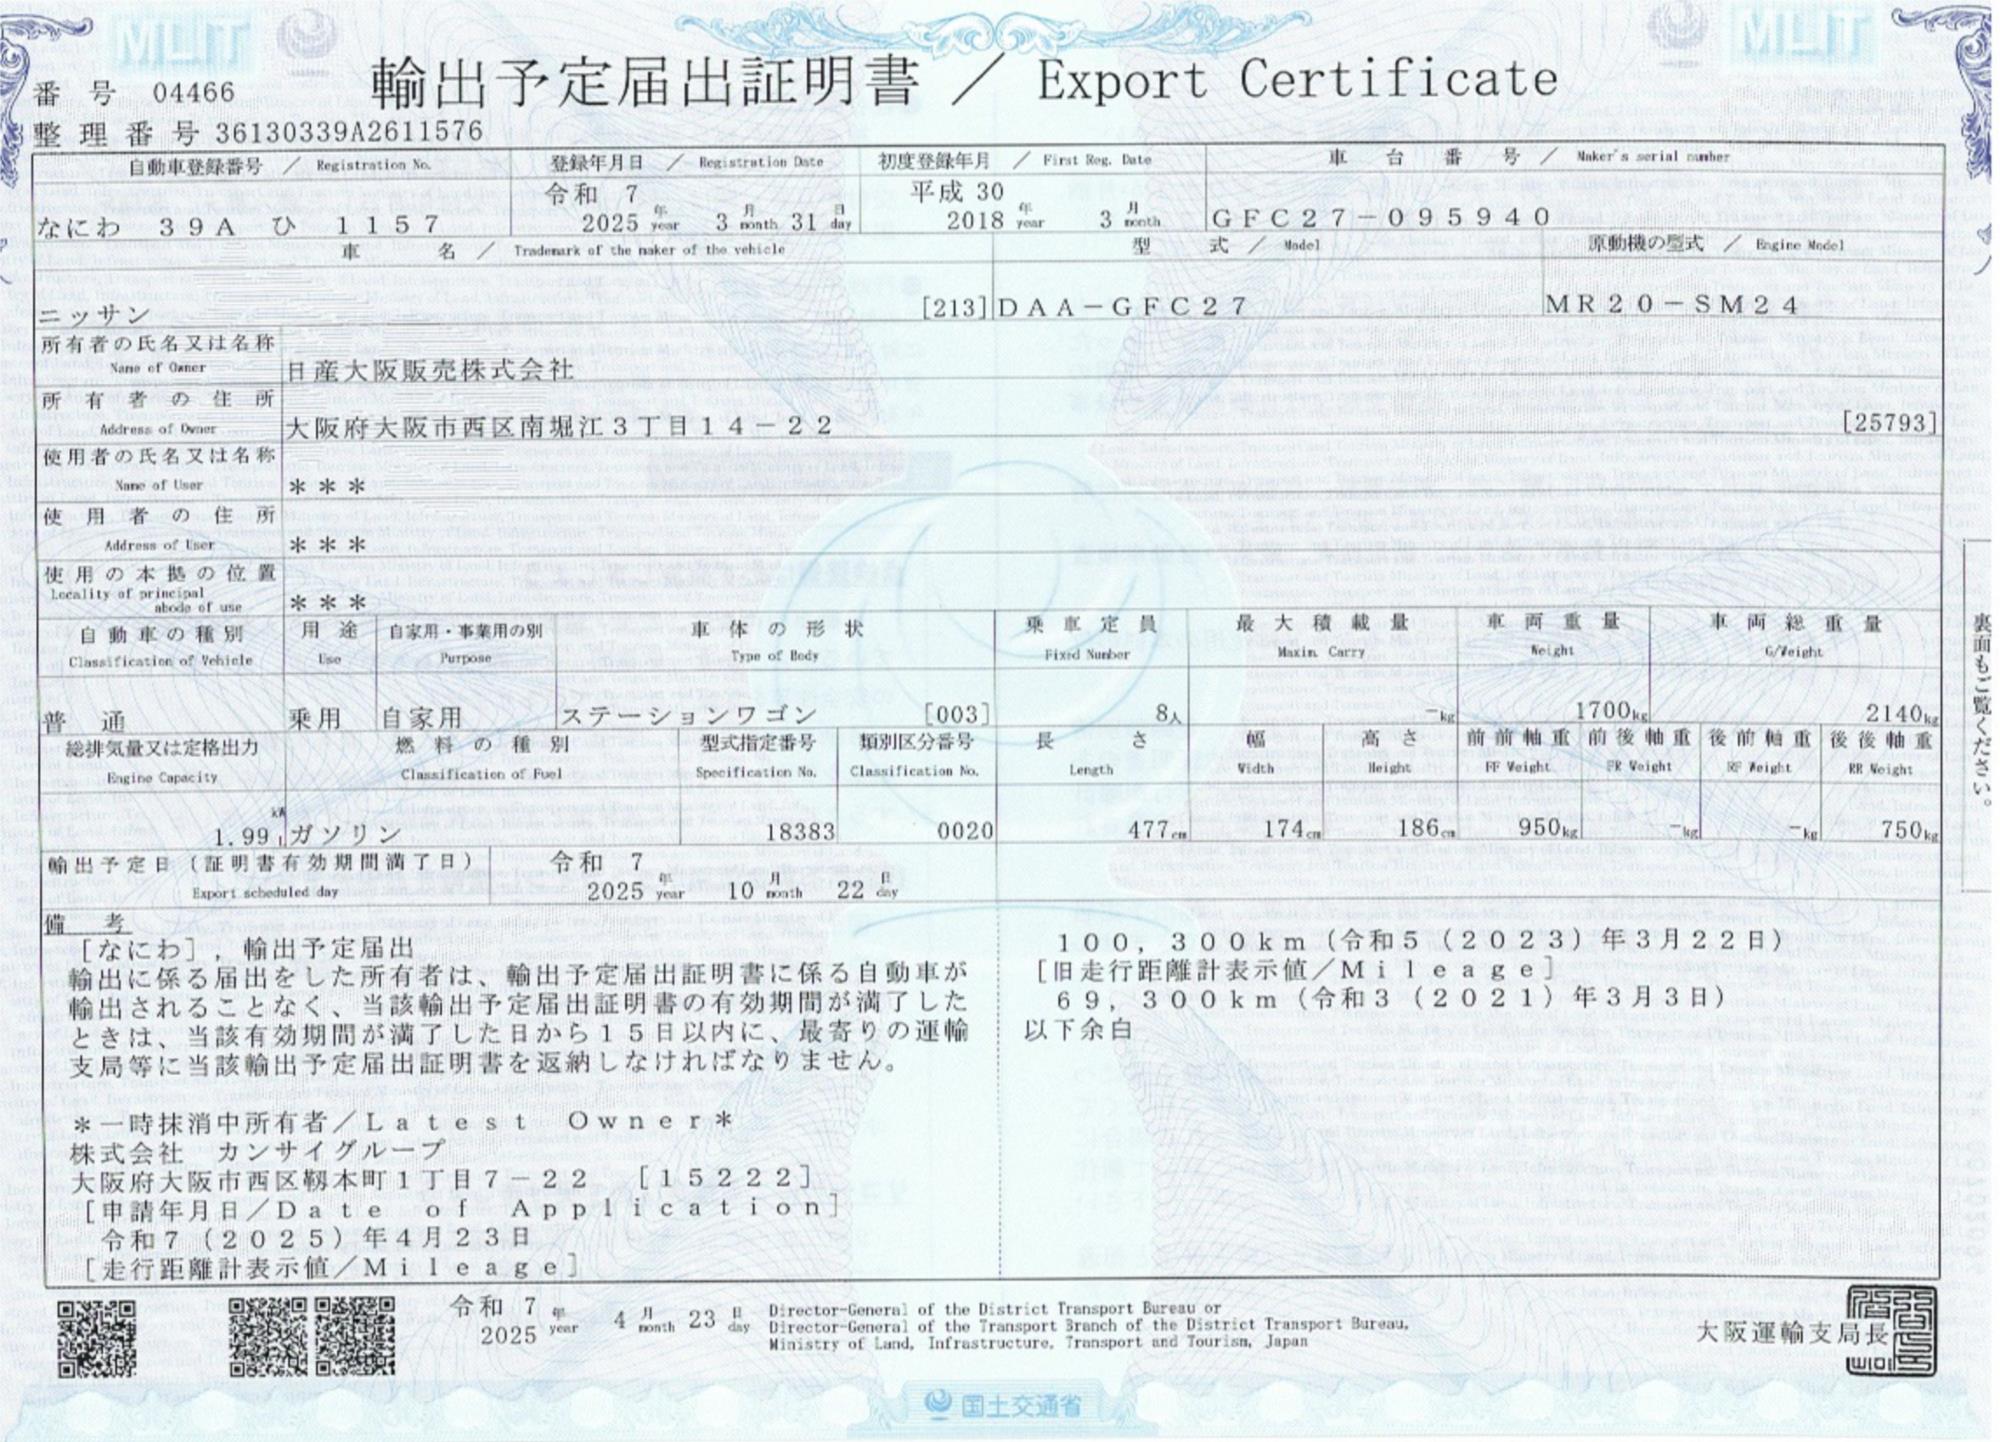 MLIT
MLIT
輸出予定届出証明書 ／ Export Certificate
番 号 04466
整 理 番 号 36130339A2611576
自動車登録番号 ／ Registration No.
登録年月日 ／ Registration Date
初度登録年月 ／ First Reg. Date
車 台 番 号 ／ Maker's serial number
なにわ 39A ひ 1157
令和 7
2025 年 year 3 月 month 31 日 day
平成 30
2018 年 year 3 月 month
GFC27-095940
車 名 ／ Trademark of the maker of the vehicle
型 式 ／ Model
原動機の型式 ／ Engine Model
ニッサン [213]
DAA-GFC27
MR20-SM24
所有者の氏名又は名称
Name of Owner
日産大阪販売株式会社
所 有 者 の 住 所
Address of Owner
大阪府大阪市西区南堀江3丁目14-22 [25793]
使用者の氏名又は名称
Name of User
＊＊＊
使 用 者 の 住 所
Address of User
＊＊＊
使用の本拠の位置
Locality of principal
abode of use
＊＊＊
自動車の種別
Classification of Vehicle
用 途
Use
自家用・事業用の別
Purpose
車 体 の 形 状
Type of Body
乗 車 定 員
Fixed Number
最 大 積 載 量
Maxim. Carry
車 両 重 量
Weight
車 両 総 重 量
G/Weight
普 通
乗用
自家用
ステーションワゴン [003]
8人
－kg
1700kg
2140kg
総排気量又は定格出力
Engine Capacity
燃 料 の 種 別
Classification of Fuel
型式指定番号
Specification No.
類別区分番号
Classification No.
長 さ
Length
幅
Width
高 さ
Height
前前軸重
FF Weight
前後軸重
FR Weight
後前軸重
RF Weight
後後軸重
RR Weight
kW
1.99 L
ガソリン
18383
0020
477cm
174cm
186cm
950kg
－kg
－kg
750kg
輸出予定日（証明書有効期間満了日）
Export scheduled day
令和 7
2025 年 year 10 月 month 22 日 day
備 考
［なにわ］，輸出予定届出
輸出に係る届出をした所有者は、輸出予定届出証明書に係る自動車が
輸出されることなく、当該輸出予定届出証明書の有効期間が満了した
ときは、当該有効期間が満了した日から15日以内に、最寄りの運輸
支局等に当該輸出予定届出証明書を返納しなければなりません。
＊一時抹消中所有者／Latest Owner＊
株式会社 カンサイグループ
大阪府大阪市西区靱本町1丁目7-22 ［15222］
［申請年月日／Date of Application］
令和7（2025）年4月23日
［走行距離計表示値／Mileage］
100，300km（令和5（2023）年3月22日）
［旧走行距離計表示値／Mileage］
69，300km（令和3（2021）年3月3日）
以下余白
裏面もご覧ください。
令和 7
2025 年 year 4 月 month 23 日 day
Director-General of the District Transport Bureau or
Director-General of the Transport Branch of the District Transport Bureau,
Ministry of Land, Infrastructure, Transport and Tourism, Japan
大阪運輸支局長
国土交通省